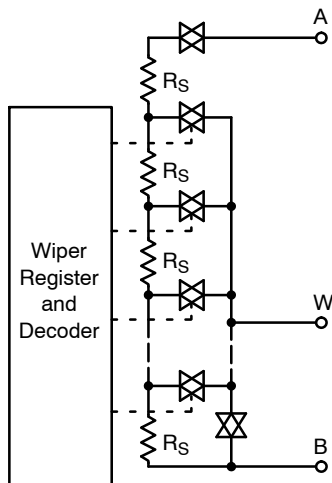 A
R_S
R_S
Wiper
Register
and
Decoder
R_S
W
R_S
B